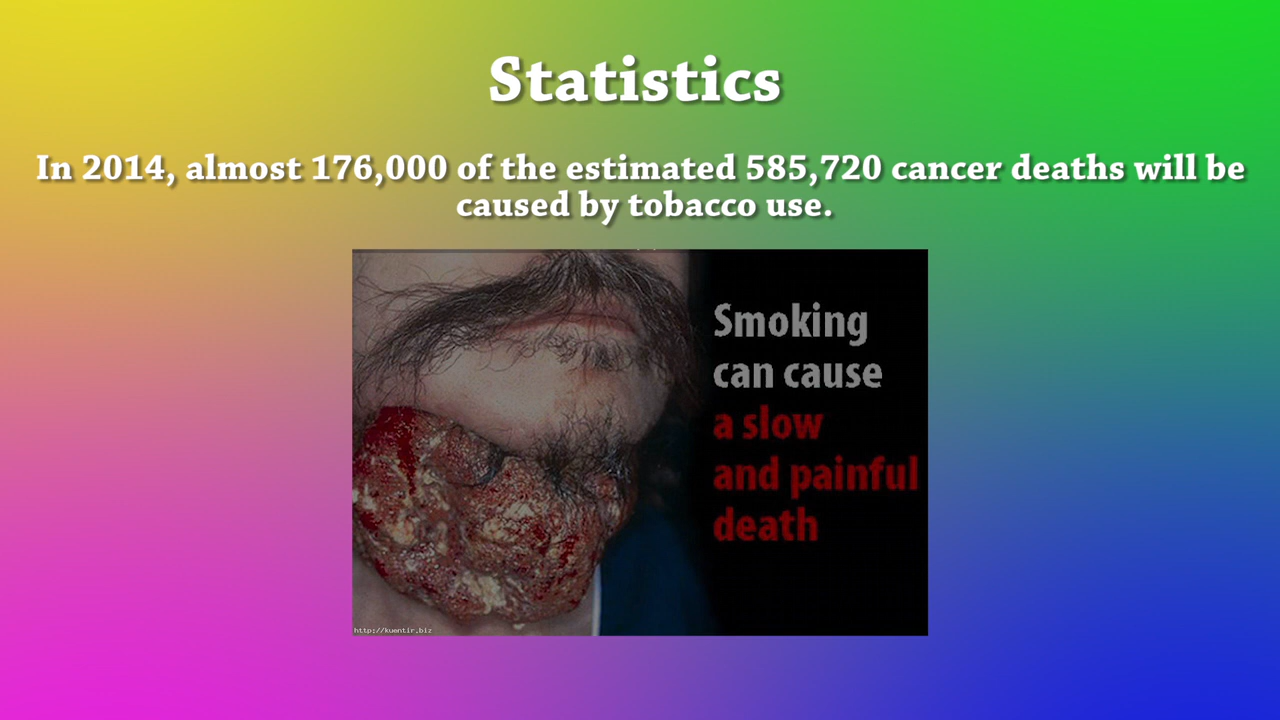 Statistics
In 2014, almost 176,000 of the estimated 585,720 cancer deaths will be
caused by tobacco use.
Smoking
can cause
a slow
and painful
death
http://kuentir.biz